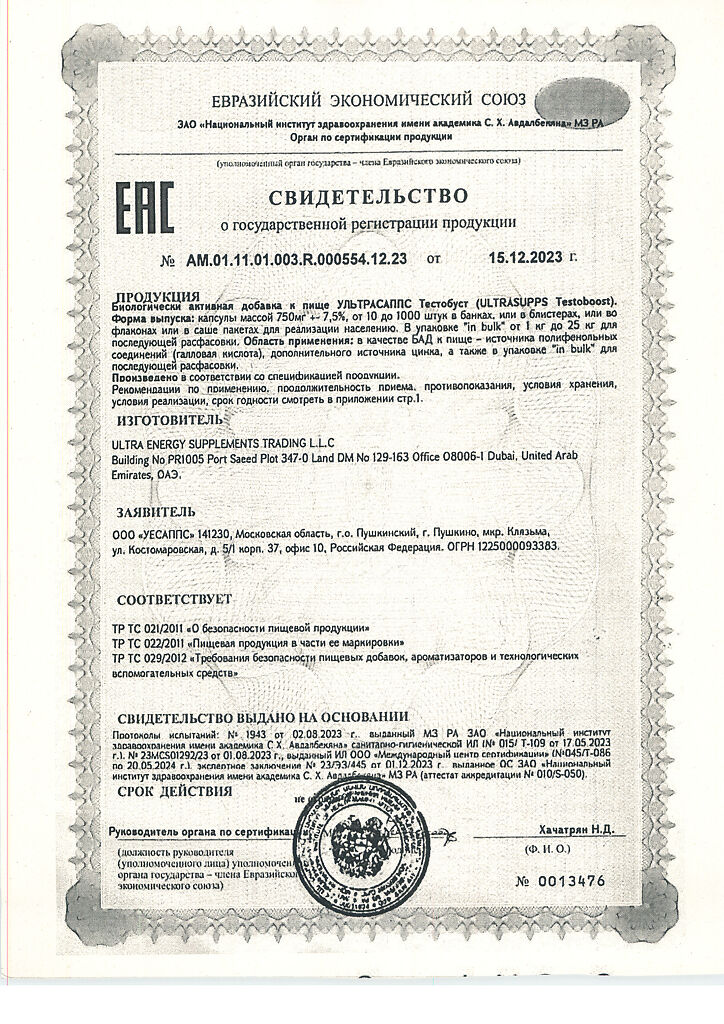 ЕВРАЗИЙСКИЙ ЭКОНОМИЧЕСКИЙ СОЮЗ
ЗАО «Национальный институт здравоохранения имени академика С. Х. Авдалбекяна» МЗ РА
Орган по сертификации продукции
(уполномоченный орган государства – члена Евразийского экономического союза)
EAC
СВИДЕТЕЛЬСТВО
о государственной регистрации продукции
№ AM.01.11.01.003.R.000554.12.23 от 15.12.2023 г.
ПРОДУКЦИЯ
Биологически активная добавка к пище УЛЬТРАСАППС Тестобуст (ULTRASUPPS Testoboost).
Форма выпуска: капсулы массой 750мг +- 7,5%, от 10 до 1000 штук в банках, или в блистерах, или во
флаконах или в саше пакетах для реализации населению. В упаковке "in bulk" от 1 кг до 25 кг для
последующей расфасовки. Область применения: в качестве БАД к пище – источника полифенольных
соединений (галловая кислота), дополнительного источника цинка, а также в упаковке "in bulk" для
последующей расфасовки.
Произведено в соответствии со спецификацией продукции.
Рекомендации по применению, продолжительность приема, противопоказания, условия хранения,
условия реализации, срок годности смотреть в приложении стр.1.
ИЗГОТОВИТЕЛЬ
ULTRA ENERGY SUPPLEMENTS TRADING L.L.C
Building No PR1005 Port Saeed Plot 347-0 Land DM No 129-163 Office O8006-1 Dubai, United Arab
Emirates, ОАЭ.
ЗАЯВИТЕЛЬ
ООО «УЕСАППС» 141230, Московская область, г.о. Пушкинский, г. Пушкино, мкр. Клязьма,
ул. Костомаровская, д. 5/1 корп. 37, офис 10, Российская Федерация. ОГРН 1225000093383.
СООТВЕТСТВУЕТ
ТР ТС 021/2011 «О безопасности пищевой продукции»
ТР ТС 022/2011 «Пищевая продукция в части ее маркировки»
ТР ТС 029/2012 «Требования безопасности пищевых добавок, ароматизаторов и технологических
вспомогательных средств»
СВИДЕТЕЛЬСТВО ВЫДАНО НА ОСНОВАНИИ
Протоколы испытаний: № 1943 от 02.08.2023 г., выданный МЗ РА ЗАО «Национальный институт
здравоохранения имени академика С. Х. Авдалбекяна» санитарно-гигиенической ИЛ (№ 015/ Т-109 от 17.05.2023
г.), № 23MCS01292/23 от 01.08.2023 г., выданный ИЛ ООО «Международный центр сертификации» (№045/Т-086
по 20.05.2024 г.), экспертное заключение № 23/ЭЗ/445 от 01.12.2023 г., выданное ОС ЗАО «Национальный
институт здравоохранения имени академика С. Х. Авдалбекяна» МЗ РА (аттестат аккредитации № 010/S-050).
СРОК ДЕЙСТВИЯ
не
Руководитель органа по сертификац Хачатрян Н.Д.
(должность руководителя (Ф. И. О.)
(уполномоченного лица) уполномочен
органа государства – члена Евразийско
экономического союза)
№ 0013476